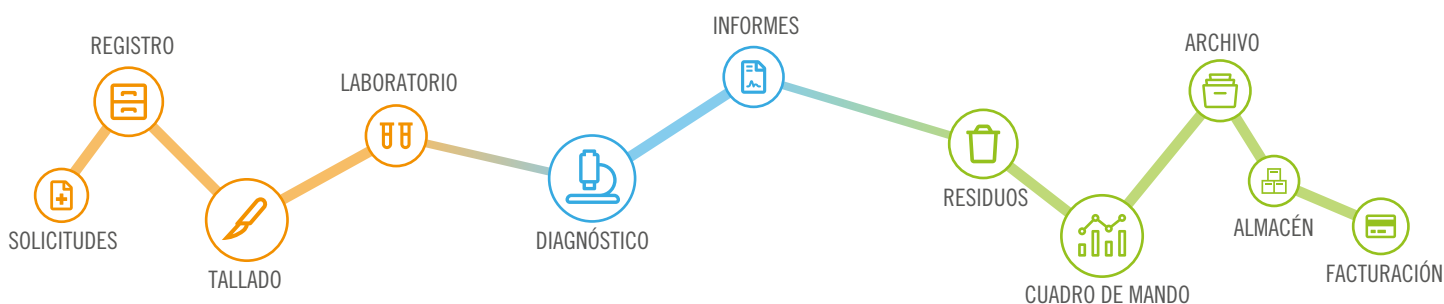 SOLICITUDES
REGISTRO
TALLADO
LABORATORIO
DIAGNÓSTICO
INFORMES
RESIDUOS
CUADRO DE MANDO
ARCHIVO
ALMACÉN
FACTURACIÓN